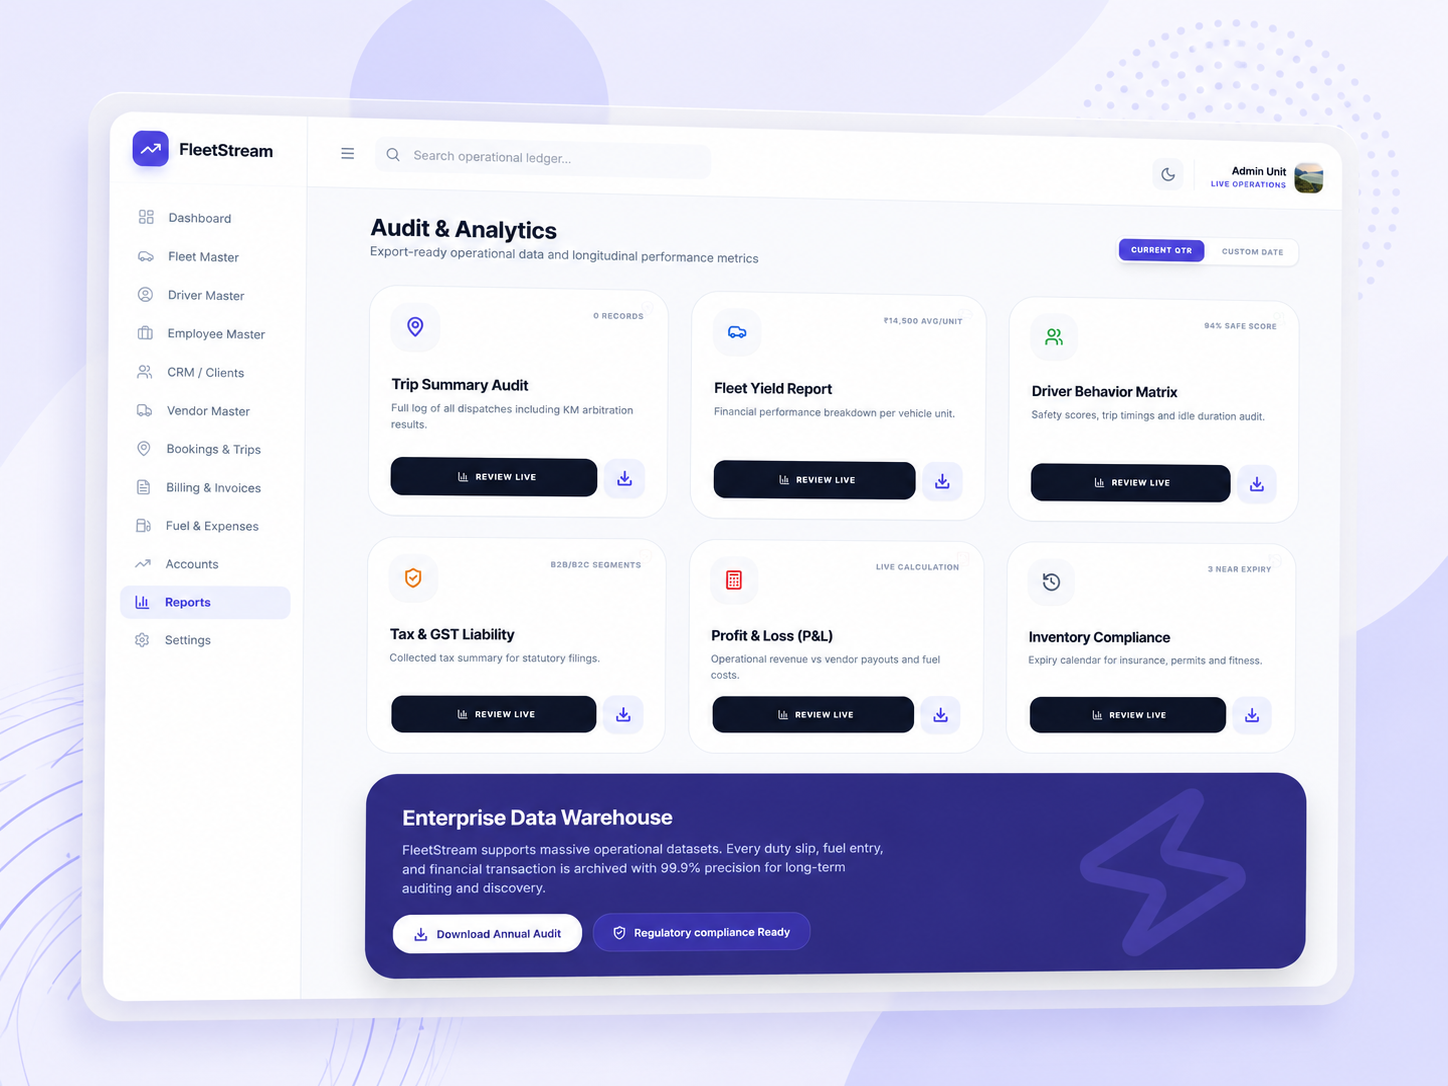 FleetStream
Search operational ledger...
Admin Unit
LIVE OPERATIONS
Dashboard
Fleet Master
Driver Master
Employee Master
CRM / Clients
Vendor Master
Bookings & Trips
Billing & Invoices
Fuel & Expenses
Accounts
Reports
Settings
Audit & Analytics
Export-ready operational data and longitudinal performance metrics
CURRENT QTR
CUSTOM DATE
0 RECORDS
Trip Summary Audit
Full log of all dispatches including KM arbitration
results.
REVIEW LIVE
₹14,500 AVG/UNIT
Fleet Yield Report
Financial performance breakdown per vehicle unit.
REVIEW LIVE
94% SAFE SCORE
Driver Behavior Matrix
Safety scores, trip timings and idle duration audit.
REVIEW LIVE
B2B/B2C SEGMENTS
Tax & GST Liability
Collected tax summary for statutory filings.
REVIEW LIVE
LIVE CALCULATION
Profit & Loss (P&L)
Operational revenue vs vendor payouts and fuel
costs.
REVIEW LIVE
3 NEAR EXPIRY
Inventory Compliance
Expiry calendar for insurance, permits and fitness.
REVIEW LIVE
Enterprise Data Warehouse
FleetStream supports massive operational datasets. Every duty slip, fuel entry,
and financial transaction is archived with 99.9% precision for long-term
auditing and discovery.
Download Annual Audit
Regulatory compliance Ready